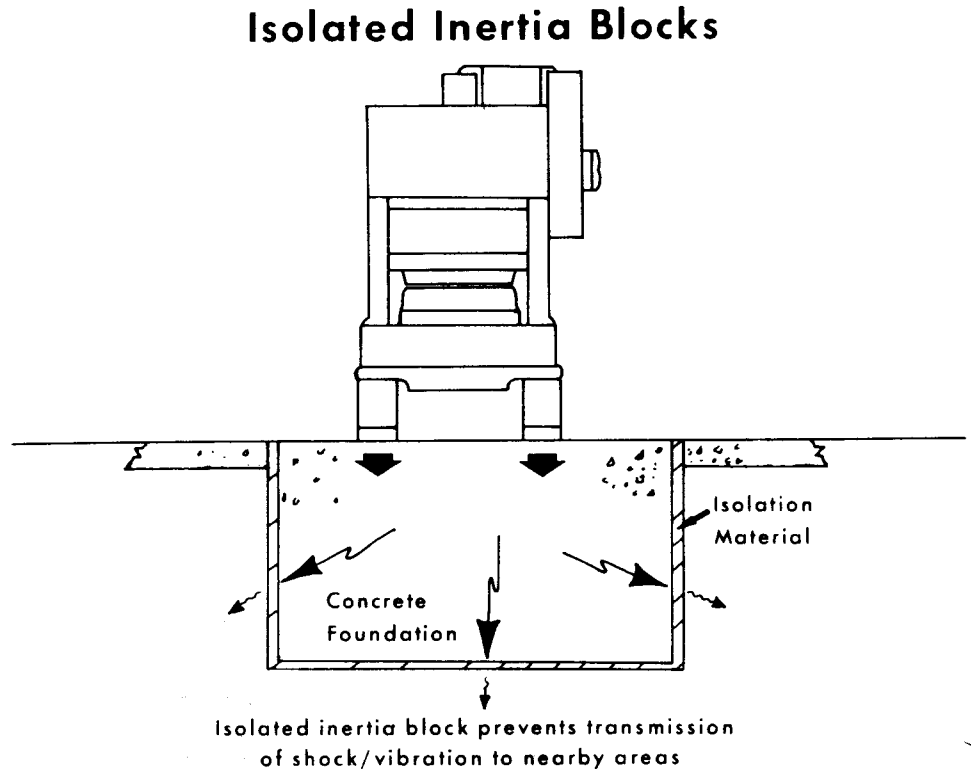 Isolated Inertia Blocks
Isolation
Material
Concrete
Foundation
Isolated inertia block prevents transmission
of shock/vibration to nearby areas